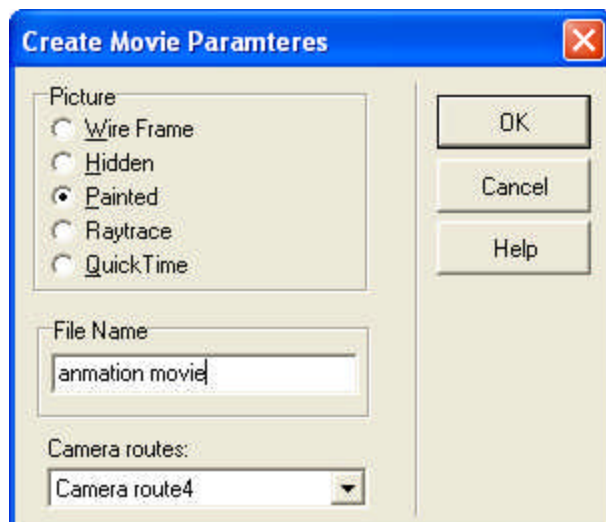 Create Movie Paramteres
Picture
Wire Frame
Hidden
Painted
Raytrace
QuickTime
File Name
anmation movie
Camera routes:
Camera route4
OK
Cancel
Help